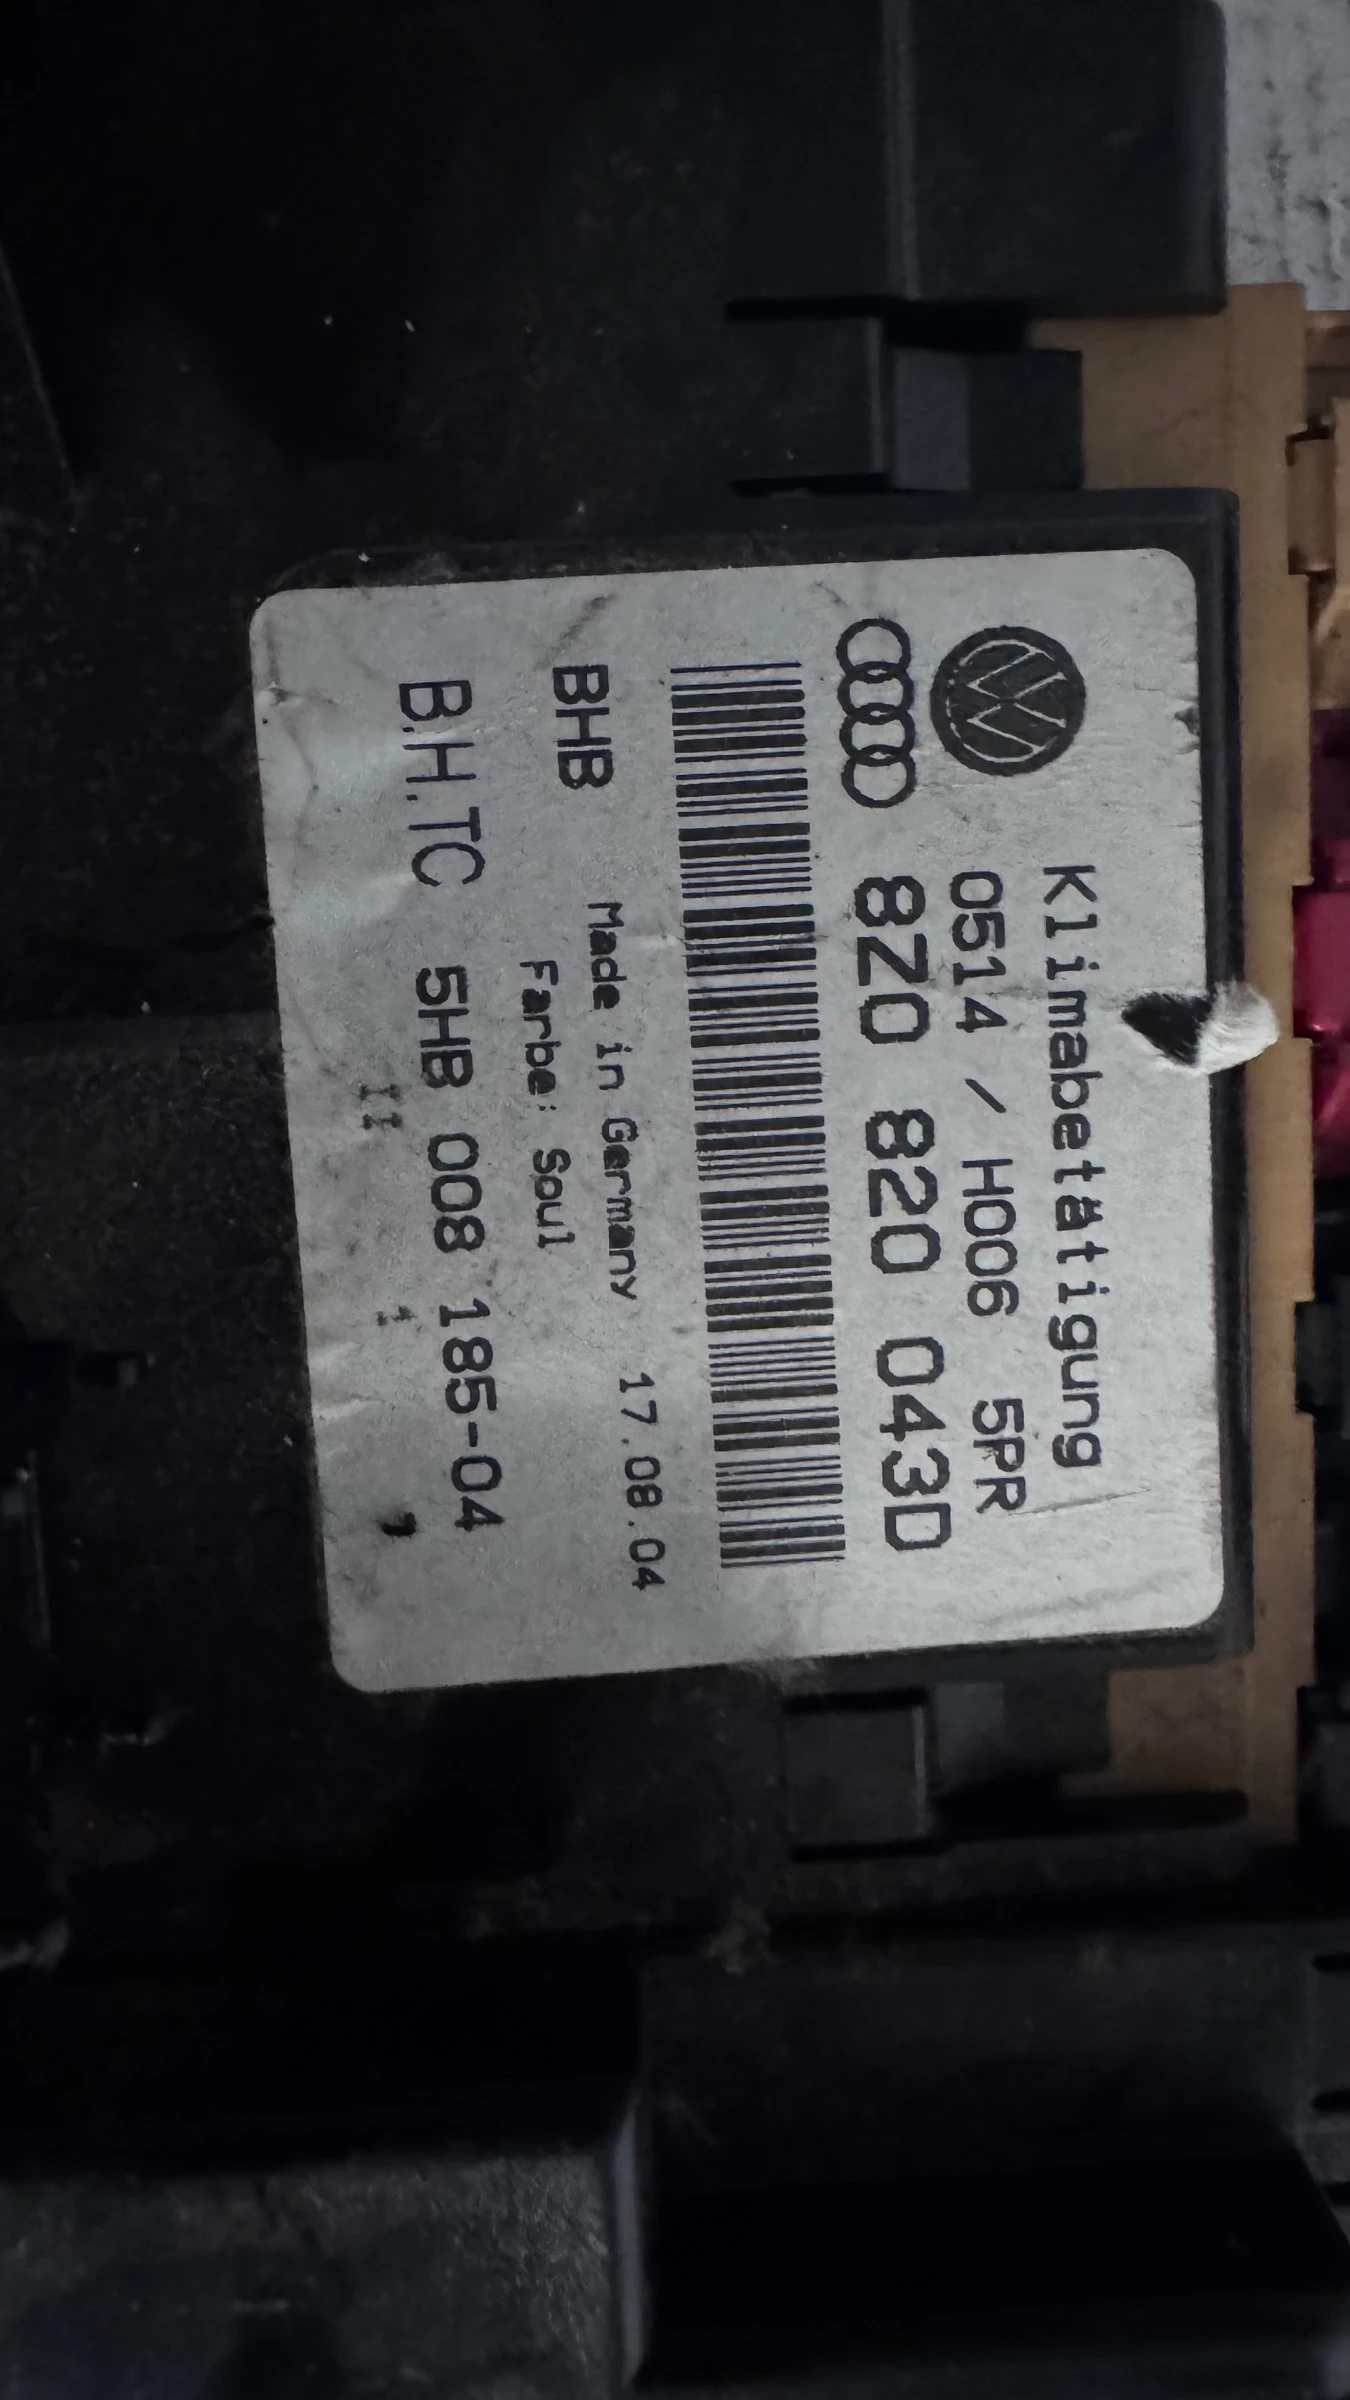 Klimabetätigung
0514 / H006 5PR
8Z0 820 043D
BHB
Made in Germany 17.08.04
Farbe: Soul
B.H.TC 5HB 008 185-04